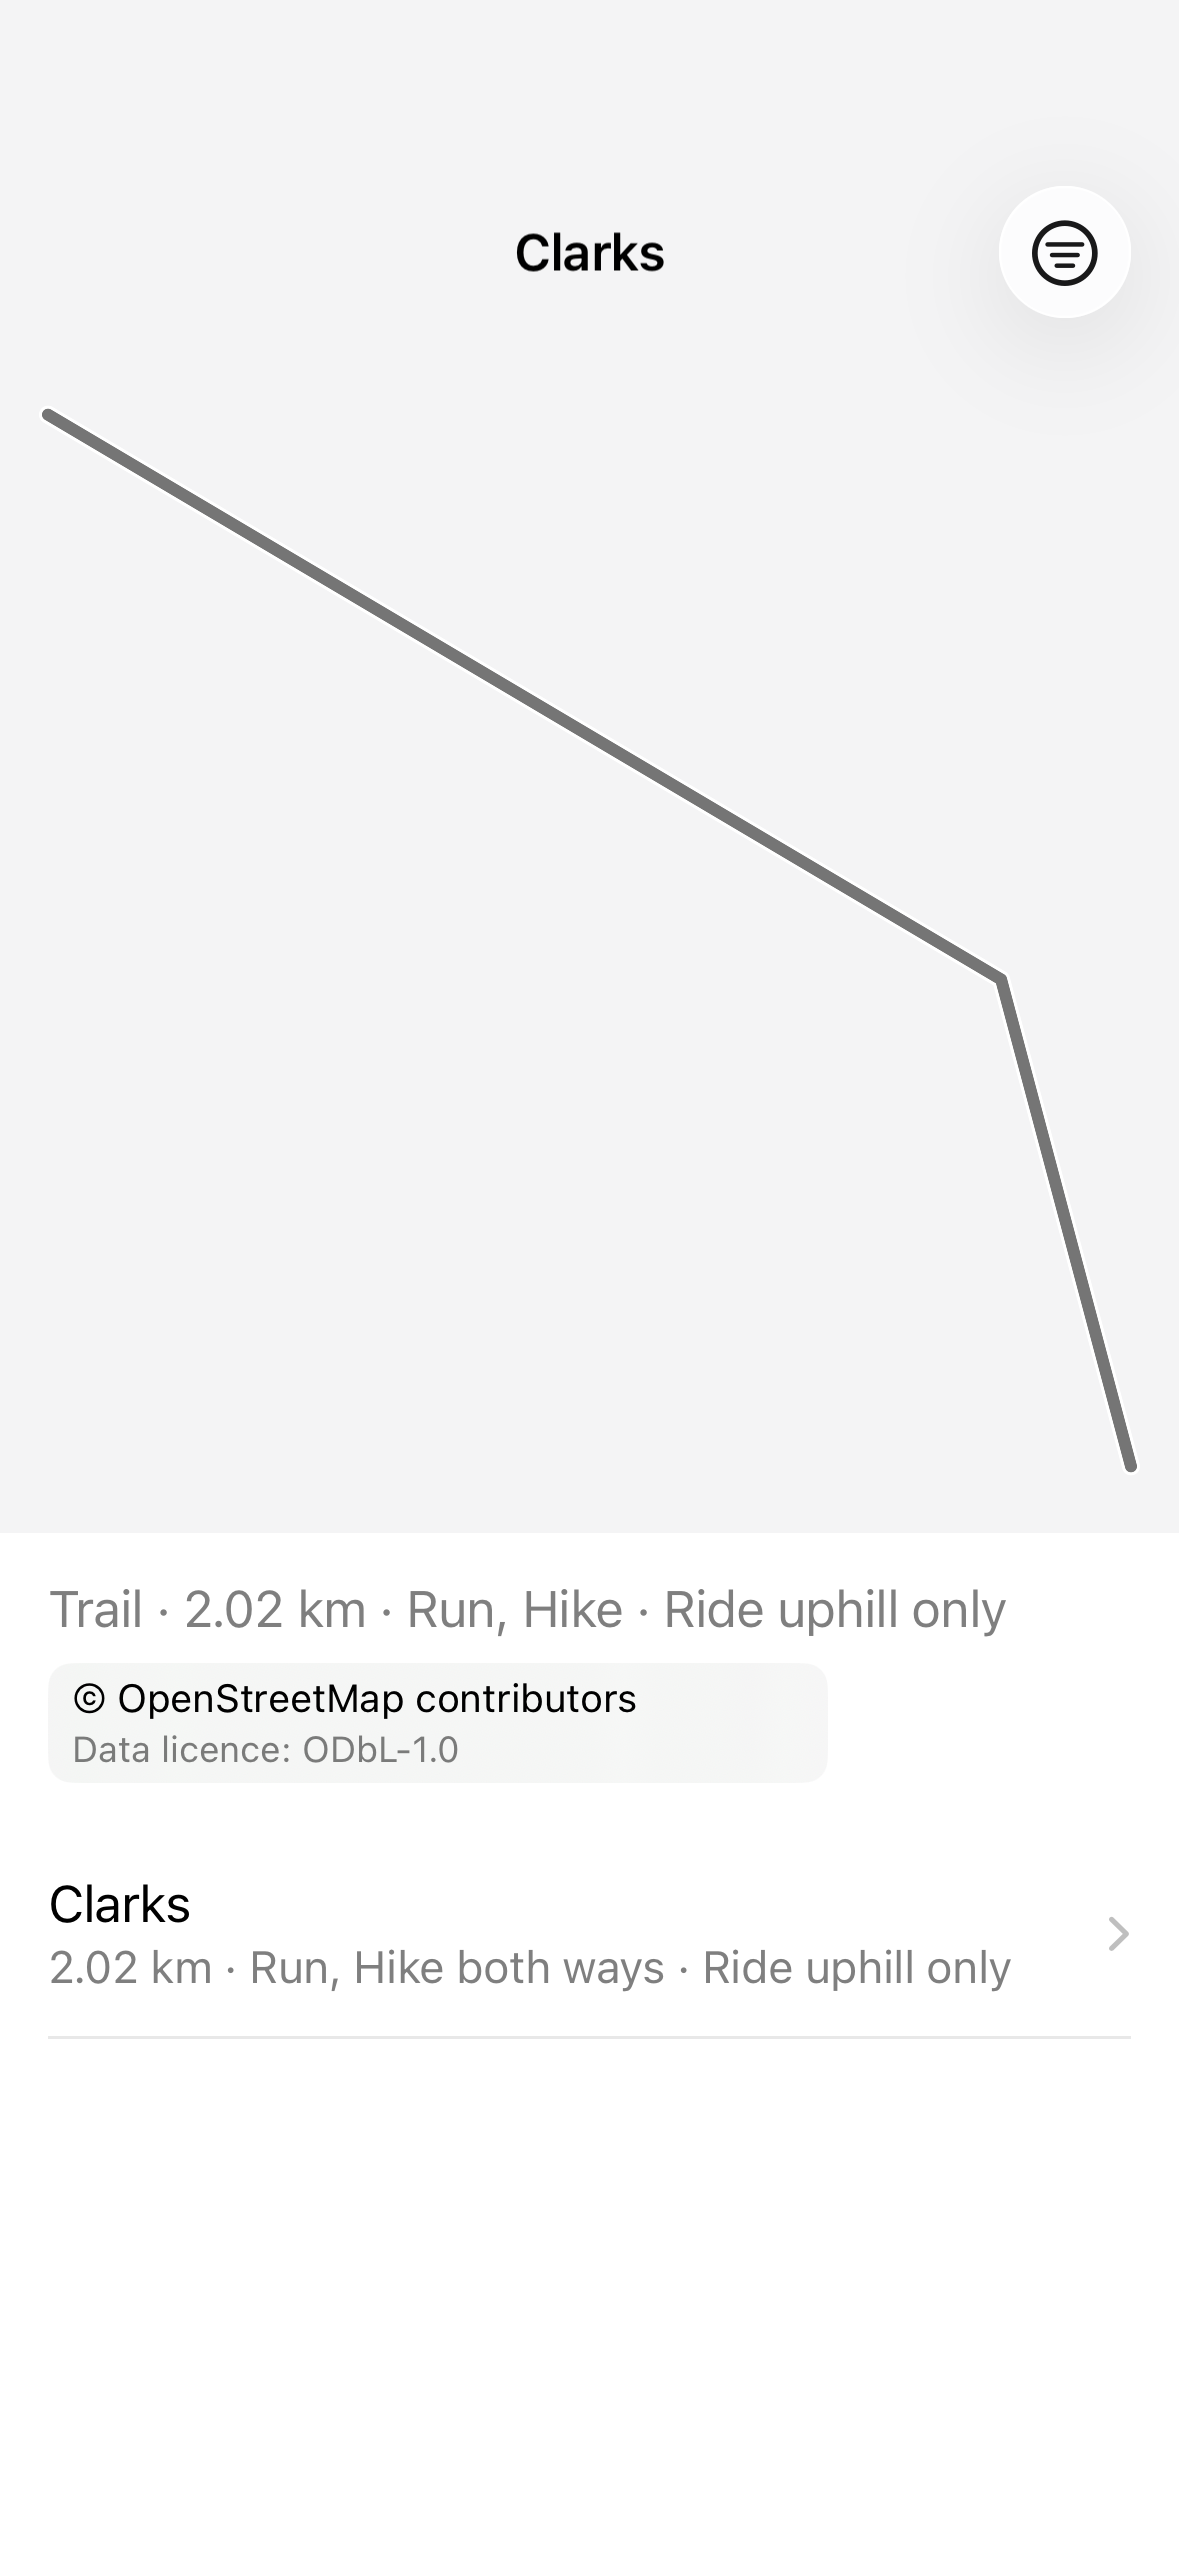 Clarks
Trail · 2.02 km · Run, Hike · Ride uphill only
© OpenStreetMap contributors
Data licence: ODbL-1.0
Clarks
2.02 km · Run, Hike both ways · Ride uphill only